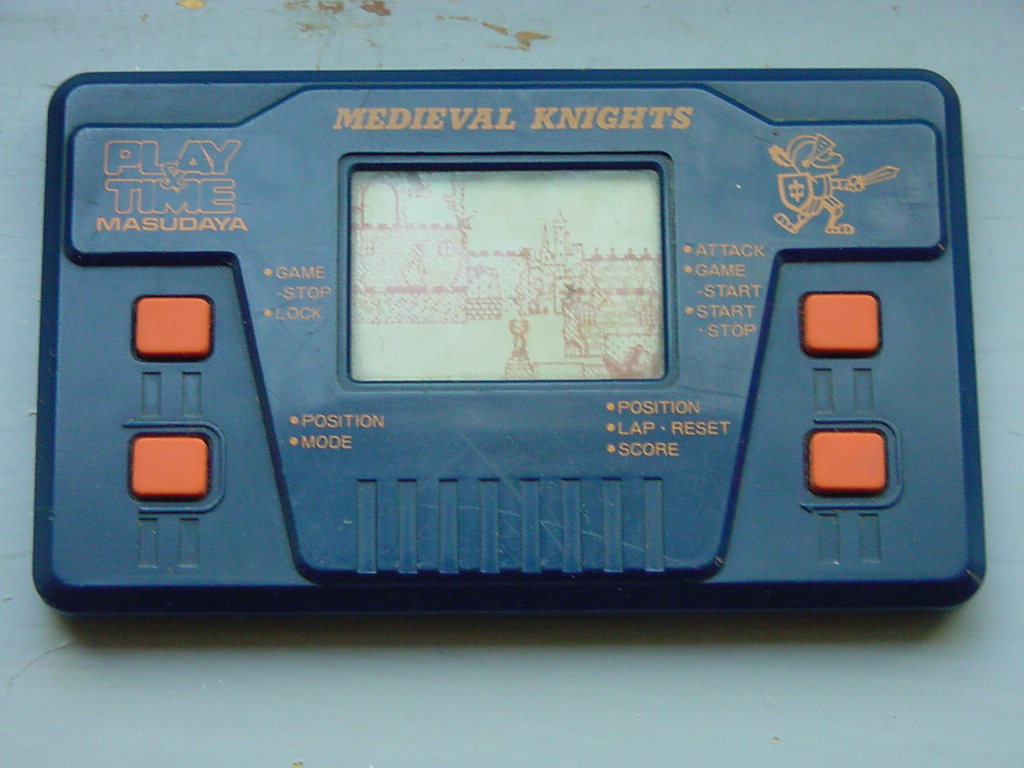 MEDIEVAL KNIGHTS
PLAY
&
TIME
MASUDAYA
• GAME
-STOP
• LOCK
• ATTACK
• GAME
-START
• START
· STOP
• POSITION
• MODE
• POSITION
• LAP · RESET
• SCORE